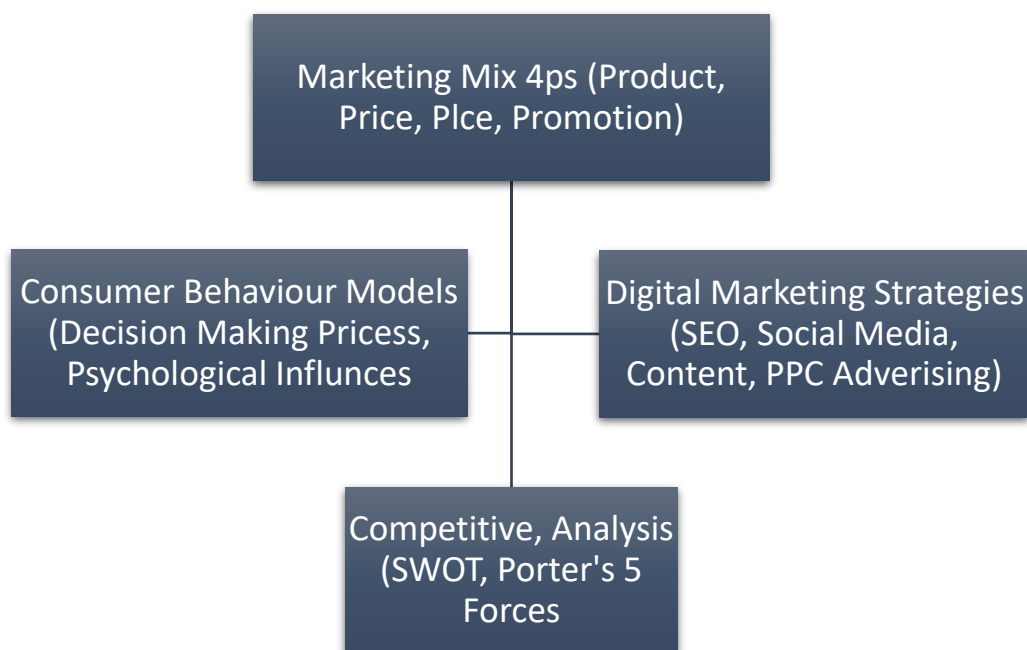 Marketing Mix 4ps (Product,
Price, Plce, Promotion)
Consumer Behaviour Models
(Decision Making Pricess,
Psychological Influnces
Digital Marketing Strategies
(SEO, Social Media,
Content, PPC Adverising)
Competitive, Analysis
(SWOT, Porter's 5
Forces